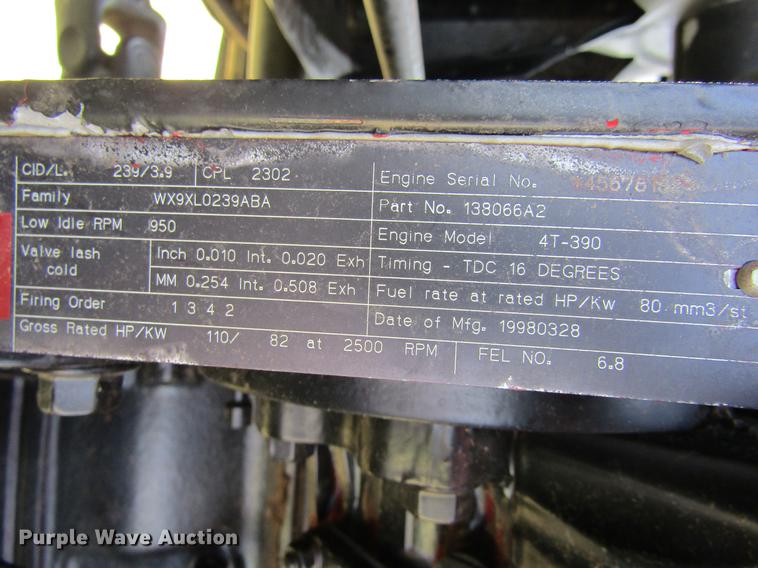 CID/L. 239/3.9 CPL 2302
Family WX9XL0239ABA
Low Idle RPM 950
Valve lash cold
Inch 0.010 Int. 0.020 Exh
MM 0.254 Int. 0.508 Exh
Firing Order 1 3 4 2
Gross Rated HP/KW 110/ 82 at 2500 RPM
Engine Serial No.
Part No. 138066A2
Engine Model 4T-390
Timing - TDC 16 DEGREES
Fuel rate at rated HP/Kw 80 mm3/st
Date of Mfg. 19980328
FEL NO. 6.8
Purple Wave Auction